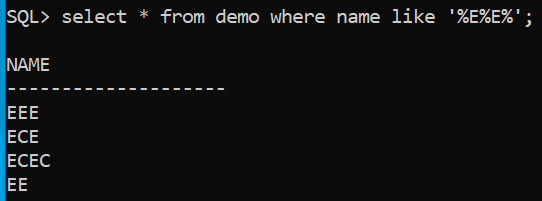 SQL> select * from demo where name like '%E%E%';
NAME
--------------------
EEE
ECE
ECEC
EE